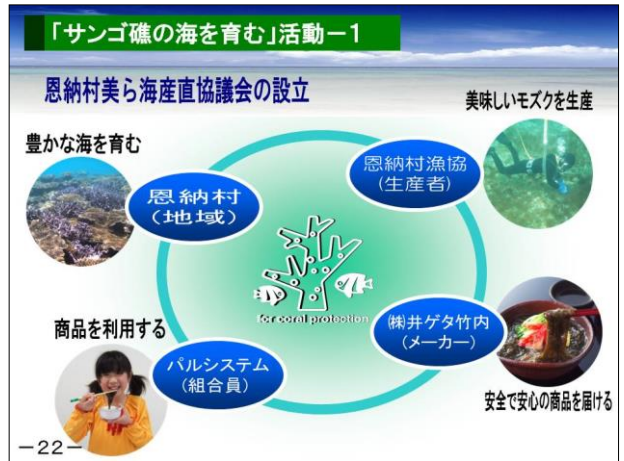 「サンゴ礁の海を育む」活動−1
恩納村美ら海産直協議会の設立
美味しいモズクを生産
豊かな海を育む
恩納村漁協
(生産者)
恩納村
(地域)
for coral protection
商品を利用する
㈱井ゲタ竹内
(メーカー)
パルシステム
(組合員)
安全で安心の商品を届ける
−22−